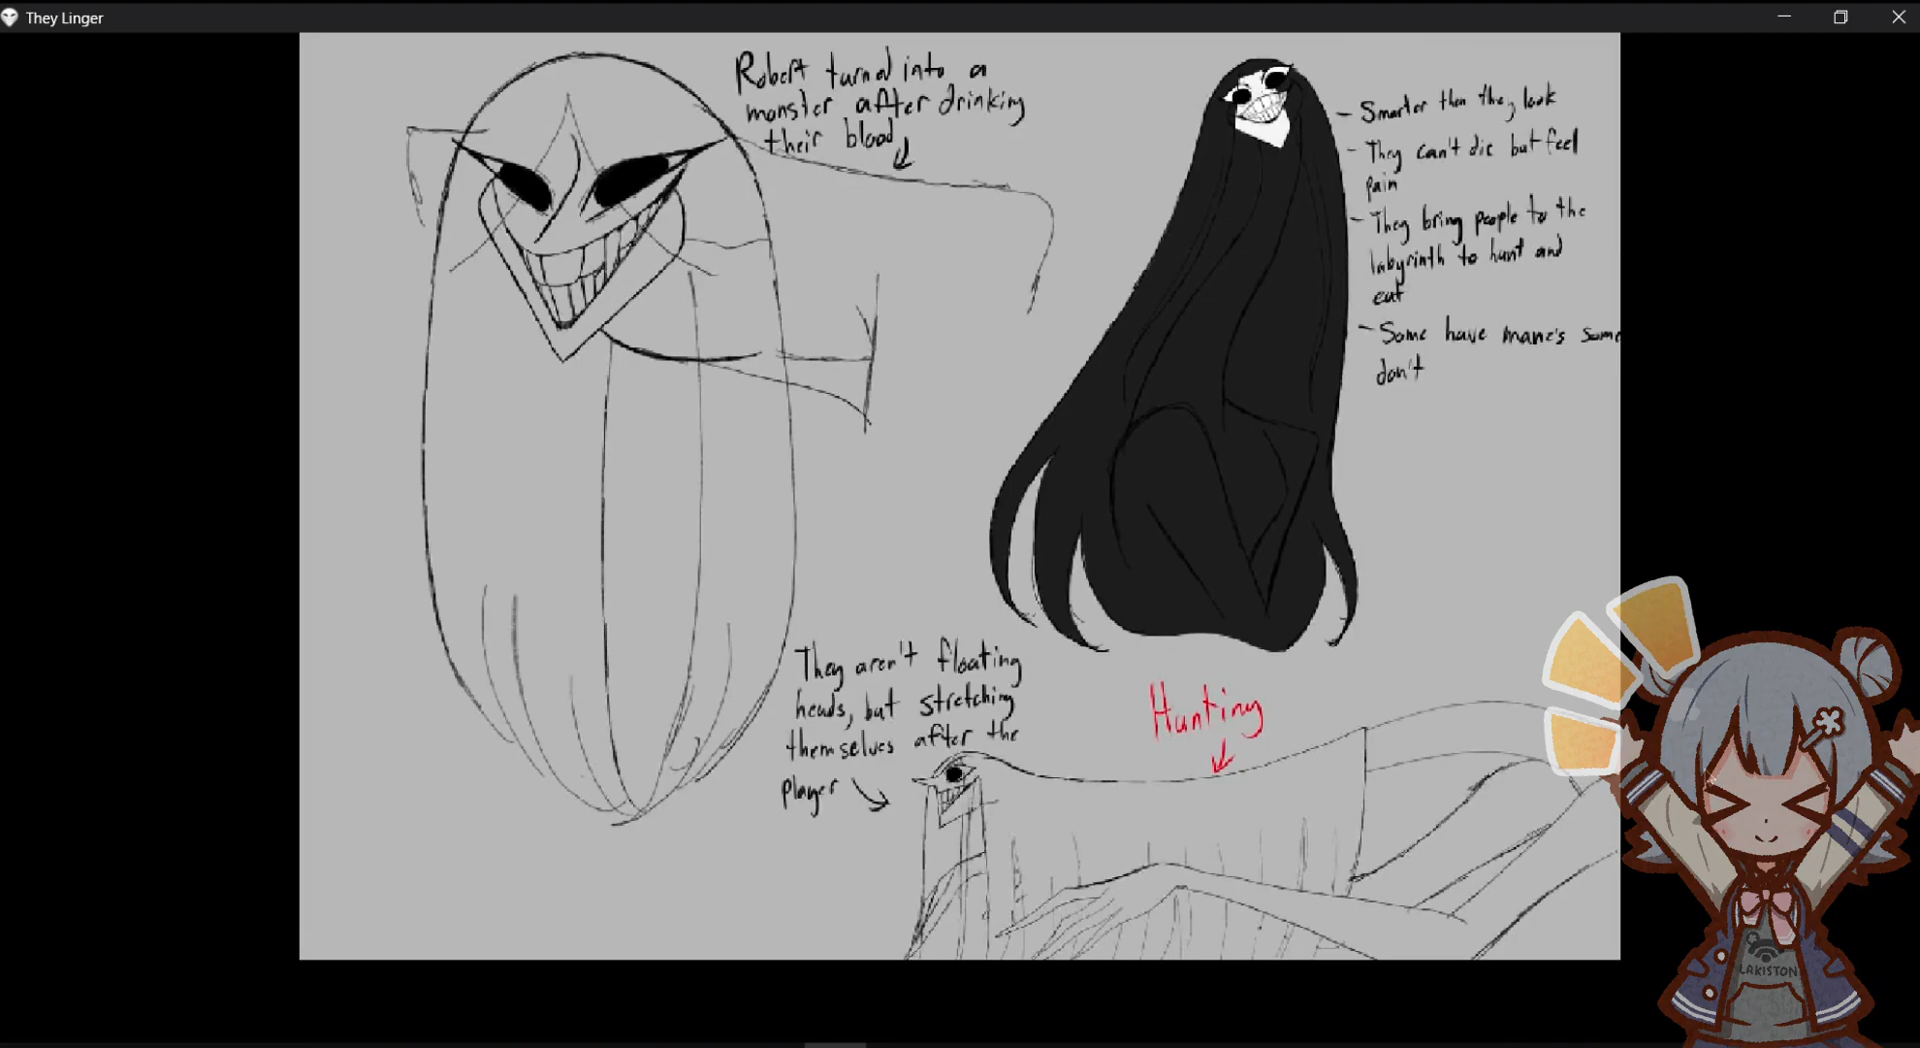 They Linger
Robert turned into a
monster after drinking
their blood
- Smarter then they look
- They can't die but feel
pain
- They bring people to the
labyrinth to hunt and
eat
- Some have mane's some
don't
They aren't floating
heads, but stretching
themselves after the
player
Hunting
LAKISTON